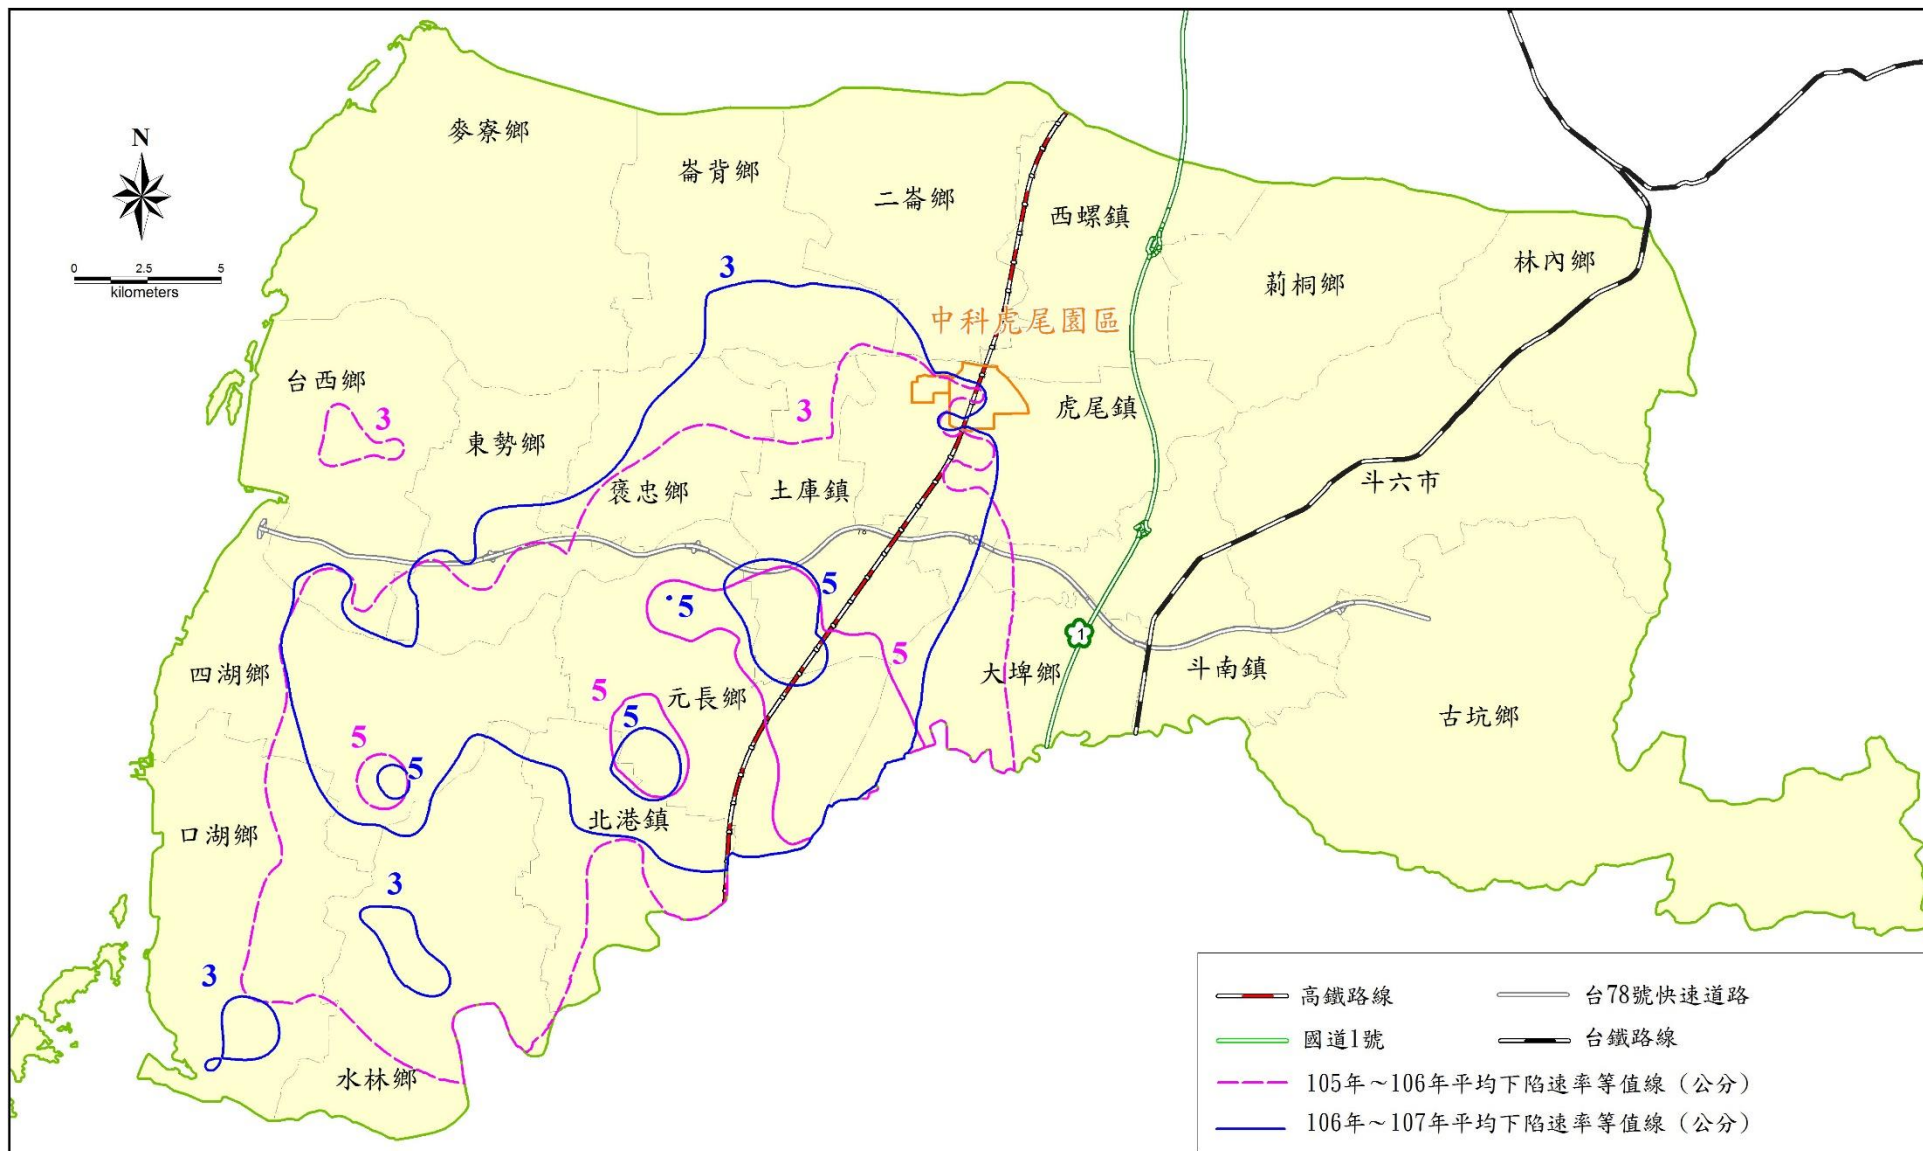 麥寮鄉
N
崙背鄉
二崙鄉
西螺鎮
林內鄉
0 2.5 5
kilometers
3
莿桐鄉
中科虎尾園區
台西鄉
3
3
虎尾鎮
東勢鄉
褒忠鄉
土庫鎮
斗六市
78
5
5
1
5
四湖鄉
5
元長鄉
大埤鄉
斗南鎮
古坑鄉
5
5
5
口湖鄉
北港鎮
3
3
水林鄉
高鐵路線
台78號快速道路
國道1號
台鐵路線
105年～106年平均下陷速率等值線（公分）
106年～107年平均下陷速率等值線（公分）